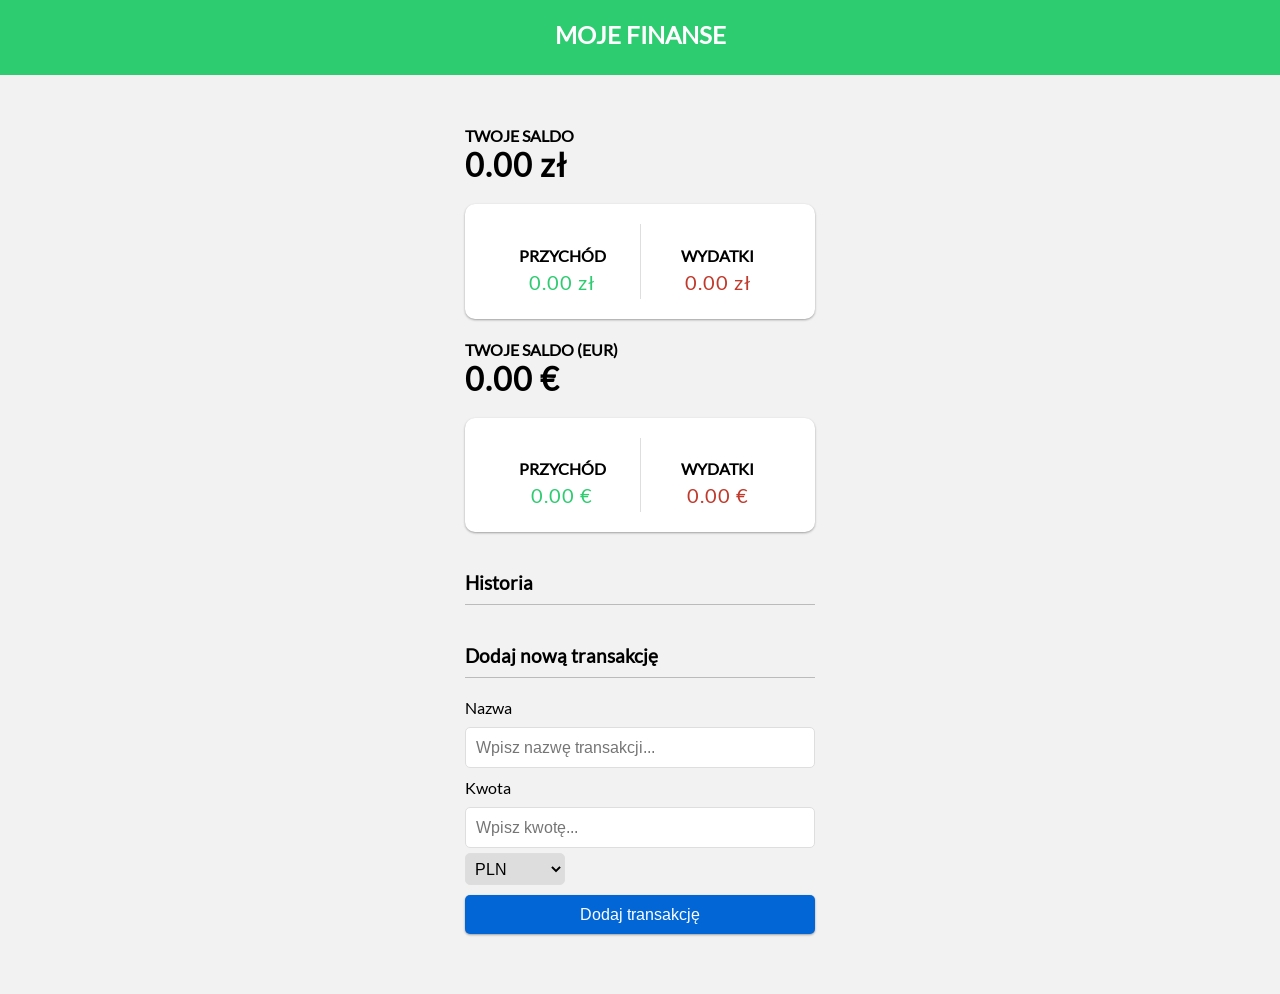 MOJE FINANSE
TWOJE SALDO
0.00 zł
PRZYCHÓD WYDATKI
0.00 zł 0.00 zł
TWOJE SALDO (EUR)
0.00 €
PRZYCHÓD WYDATKI
0.00 € 0.00 €
Historia
Dodaj nową transakcję
Nazwa
Wpisz nazwę transakcji...
Kwota
Wpisz kwotę...
PLN
Dodaj transakcję